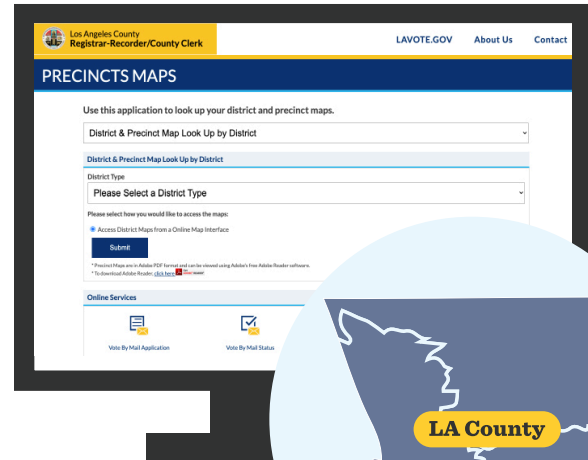 Los Angeles County
Registrar-Recorder/County Clerk
LAVOTE.GOV About Us Contact
PRECINCTS MAPS
Use this application to look up your district and precinct maps.
District & Precinct Map Look Up by District
District & Precinct Map Look Up by District
District Type
Please Select a District Type
Please select how you would like to access the maps:
Access District Maps from a Online Map Interface
Submit
* Precinct Maps are in Adobe PDF format and can be viewed using Adobe's free Adobe Reader software.
* To download Adobe Reader, click here
Online Services
Vote By Mail Application
Vote By Mail Status
LA County